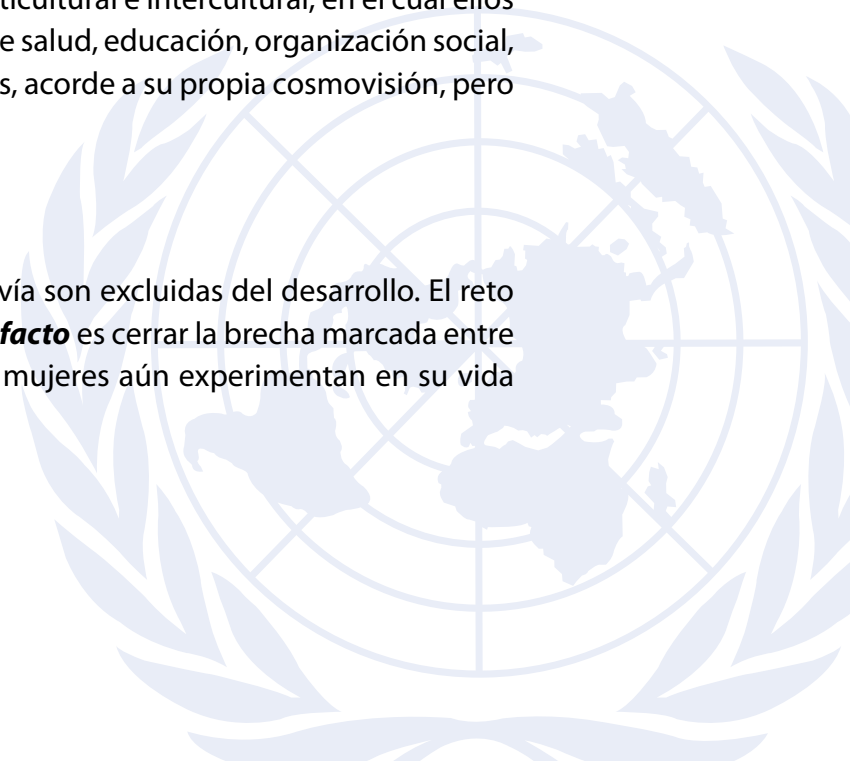 ticultural e intercultural, en el cual ellos
e salud, educación, organización social,
s, acorde a su propia cosmovisión, pero
vía son excluidas del desarrollo. El reto
facto es cerrar la brecha marcada entre
mujeres aún experimentan en su vida